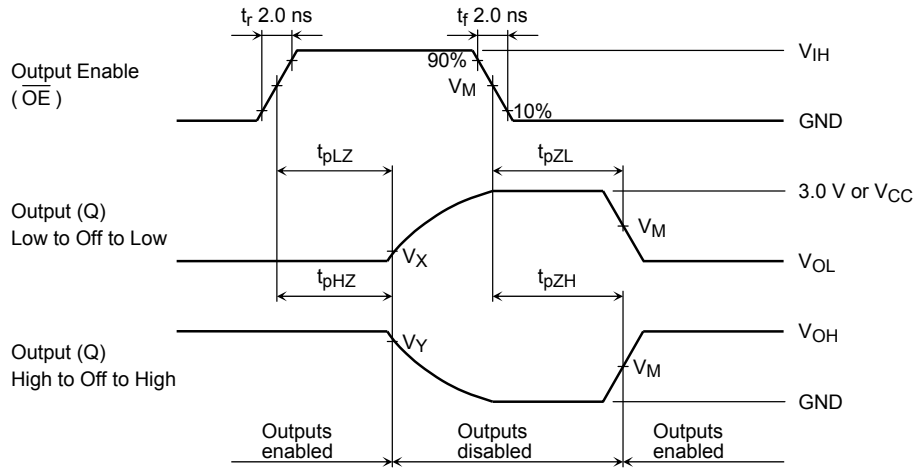 tr 2.0 ns
tf 2.0 ns
Output Enable
( OE )
90%
VM
10%
VIH
GND
tpLZ
tpZL
Output (Q)
Low to Off to Low
VX
VM
3.0 V or VCC
VOL
tpHZ
tpZH
Output (Q)
High to Off to High
VY
VM
VOH
GND
Outputs
enabled
Outputs
disabled
Outputs
enabled